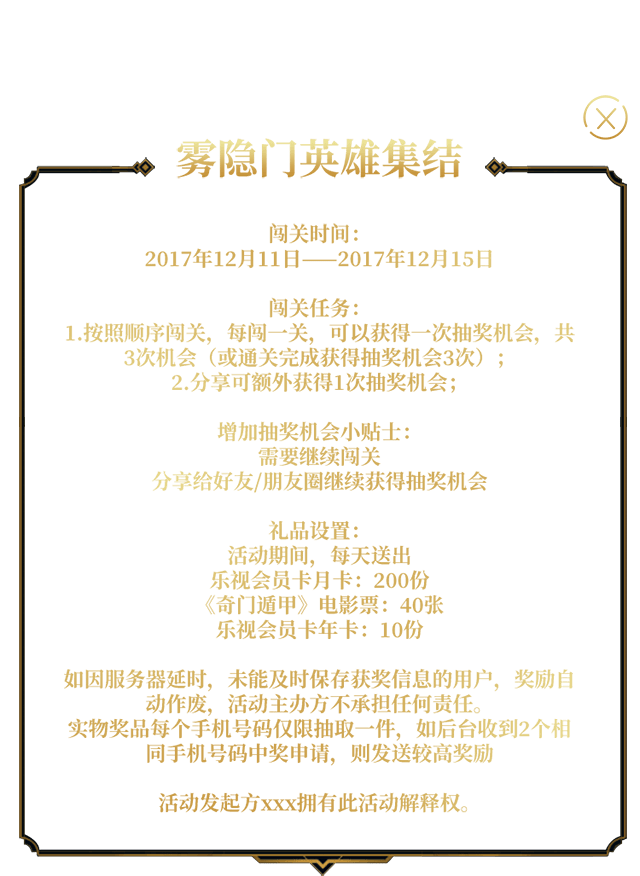 雾隐门英雄集结
闯关时间：
2017年12月11日——2017年12月15日
闯关任务：
1.按照顺序闯关，每闯一关，可以获得一次抽奖机会，共
3次机会（或通关完成获得抽奖机会3次）；
2.分享可额外获得1次抽奖机会；
增加抽奖机会小贴士：
需要继续闯关
分享给好友/朋友圈继续获得抽奖机会
礼品设置：
活动期间，每天送出
乐视会员卡月卡：200份
《奇门遁甲》电影票：40张
乐视会员卡年卡：10份
如因服务器延时，未能及时保存获奖信息的用户，奖励自
动作废，活动主办方不承担任何责任。
实物奖品每个手机号码仅限抽取一件，如后台收到2个相
同手机号码中奖申请，则发送较高奖励
活动发起方xxx拥有此活动解释权。